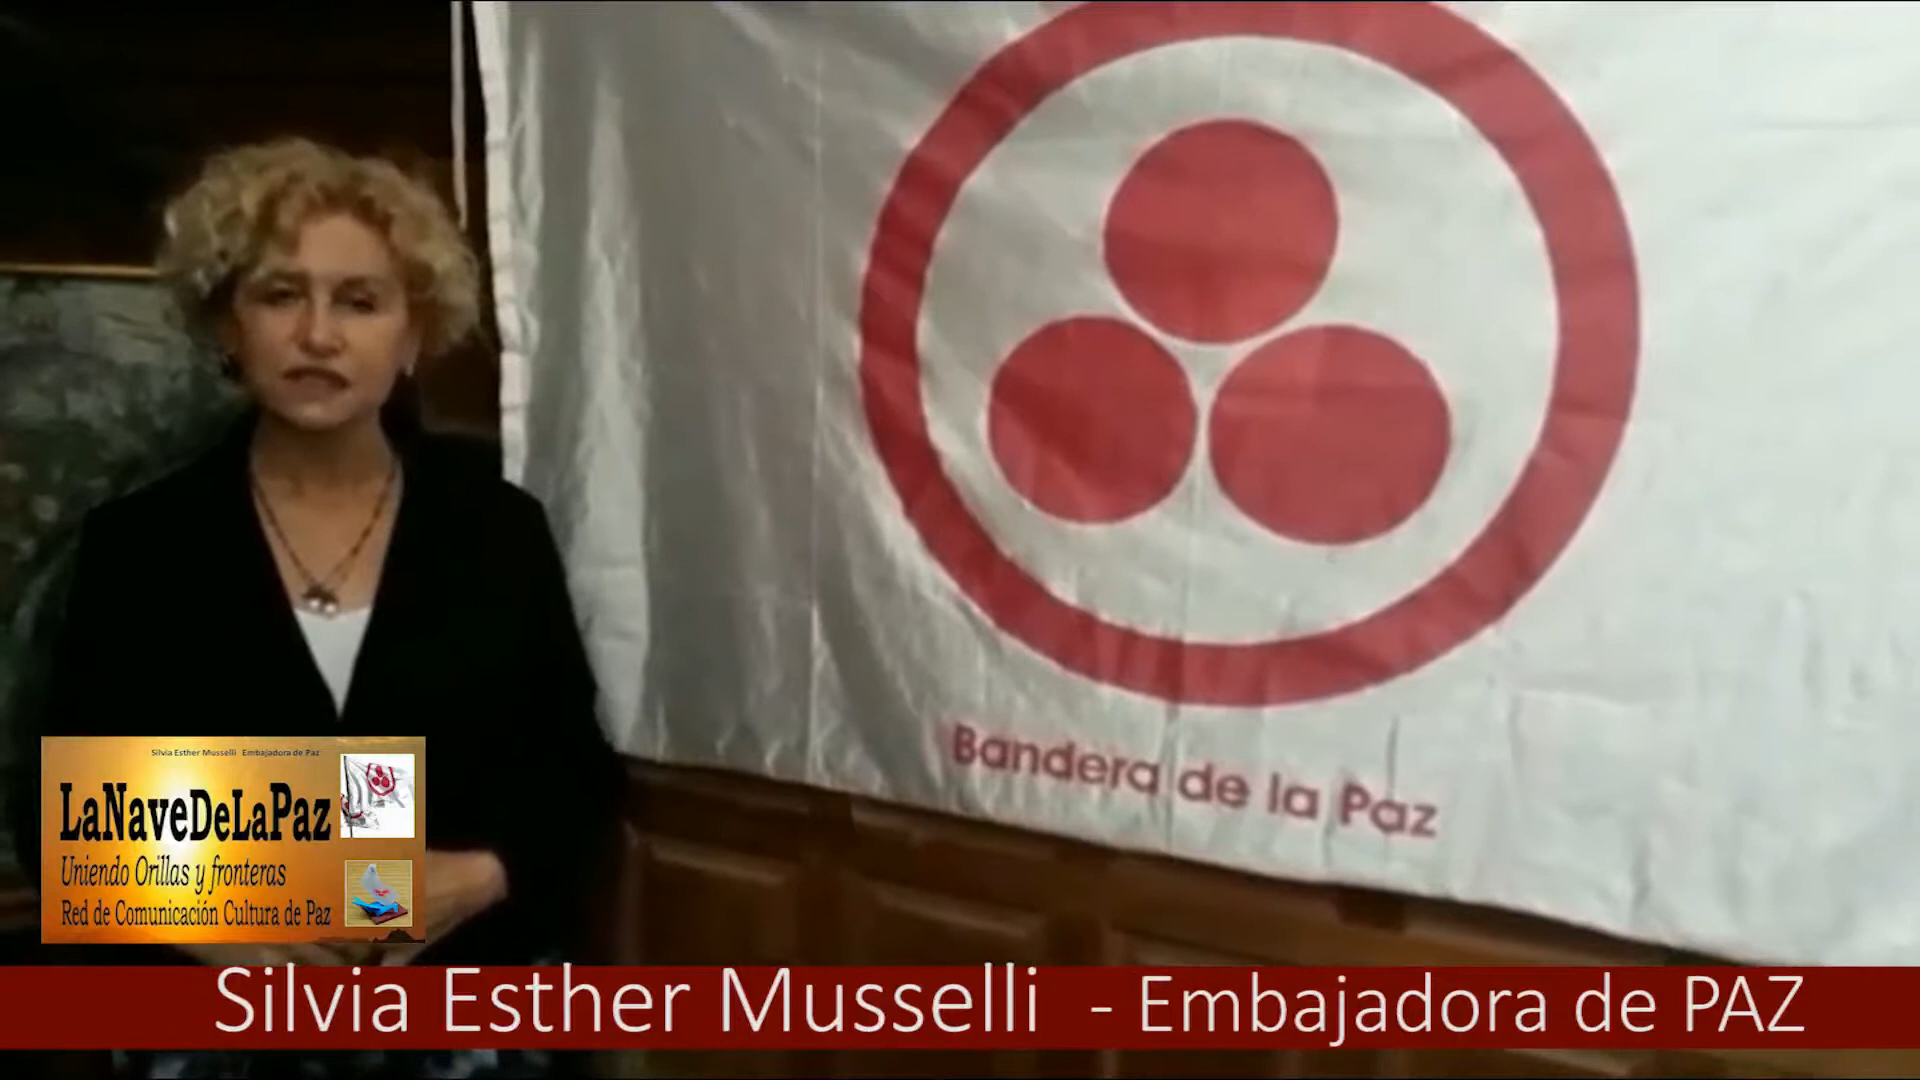 Bandera de la Paz
Silvia Esther Musselli Embajadora de Paz
LaNaveDeLaPaz
Uniendo Orillas y fronteras
Red de Comunicación Cultura de Paz
Silvia Esther Musselli - Embajadora de PAZ